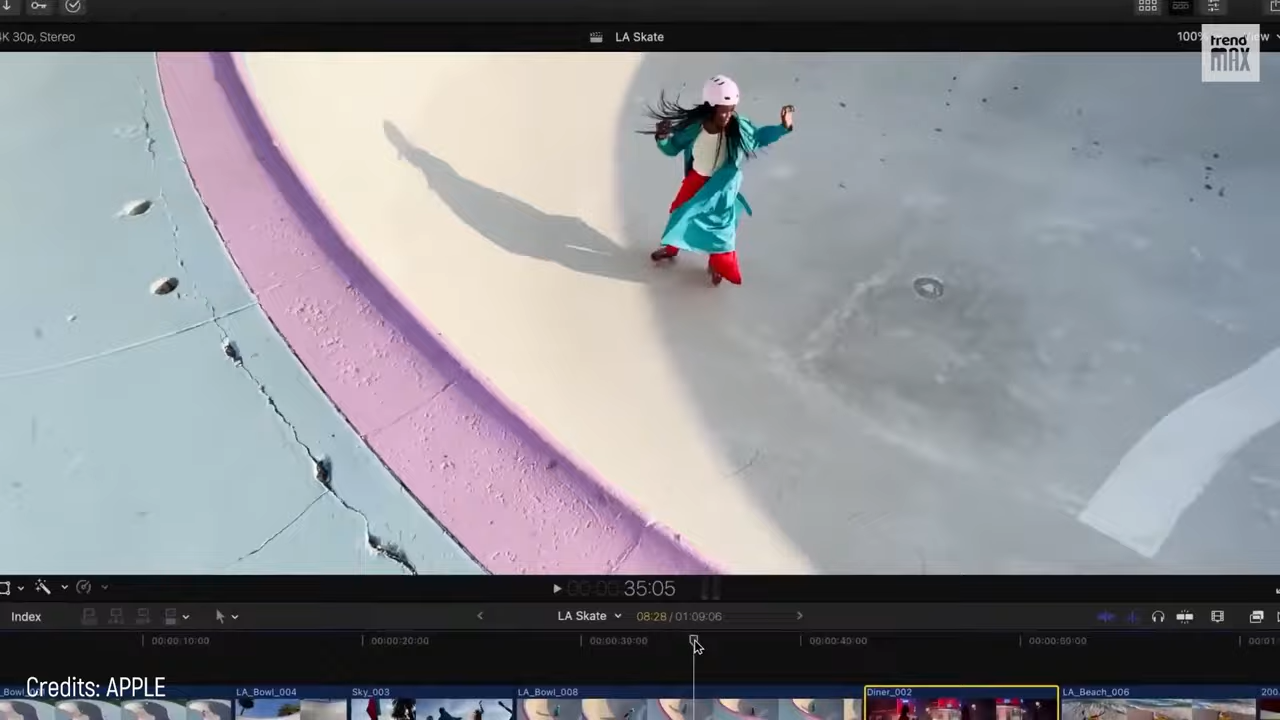 4K 30p, Stereo
LA Skate
100%
trend
MAX
35:05
Index
LA Skate
08:28 / 01:09:06
00:00:10:00
00:00:20:00
00:00:30:00
00:00:40:00
00:00:50:00
LA_Bowl_004
Sky_003
LA_Bowl_008
Diner_002
LA_Beach_006
Credits: APPLE